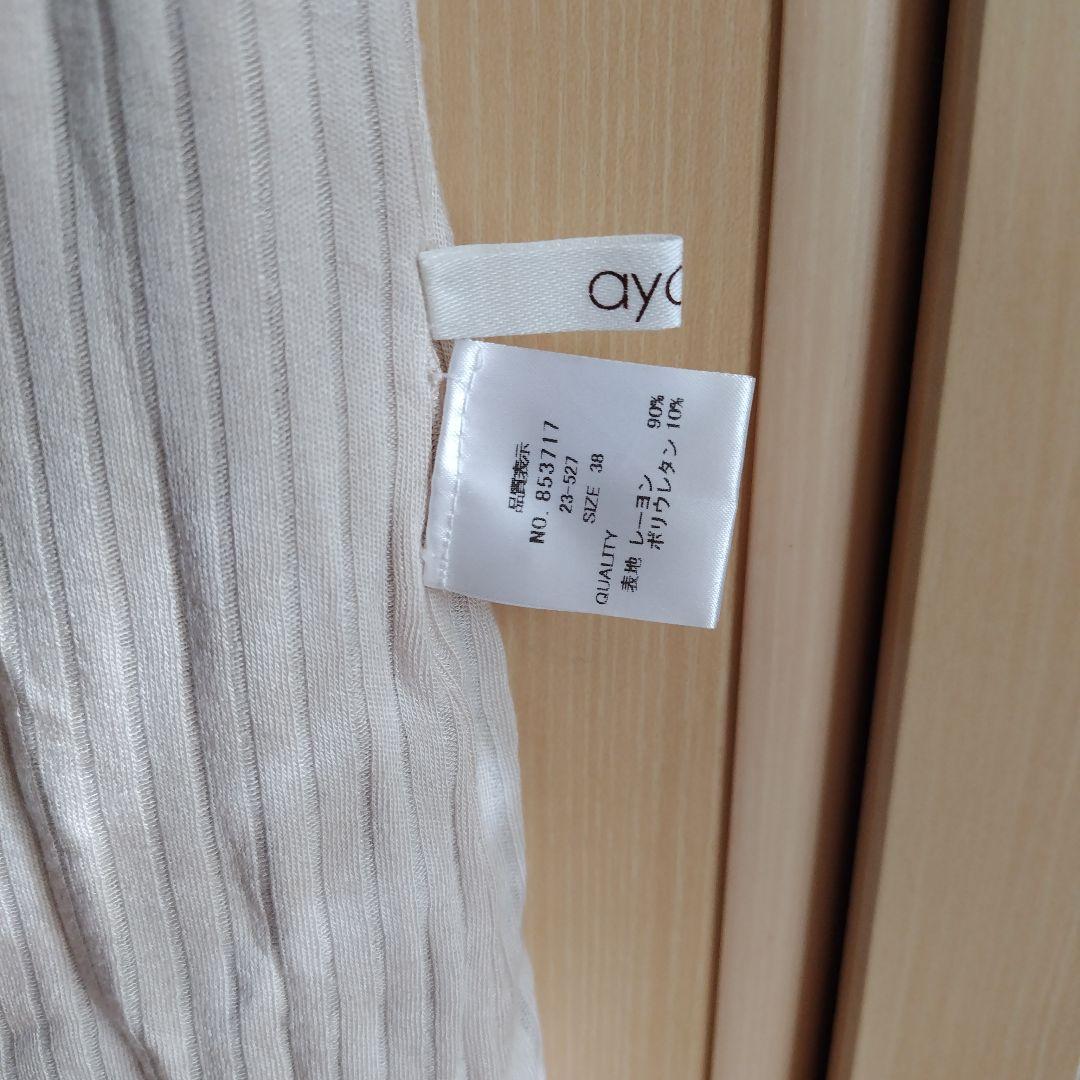 ay
品質表示
NO. 853717
23-527
SIZE 38
QUALITY
表地 レーヨン 90%
ポリウレタン 10%